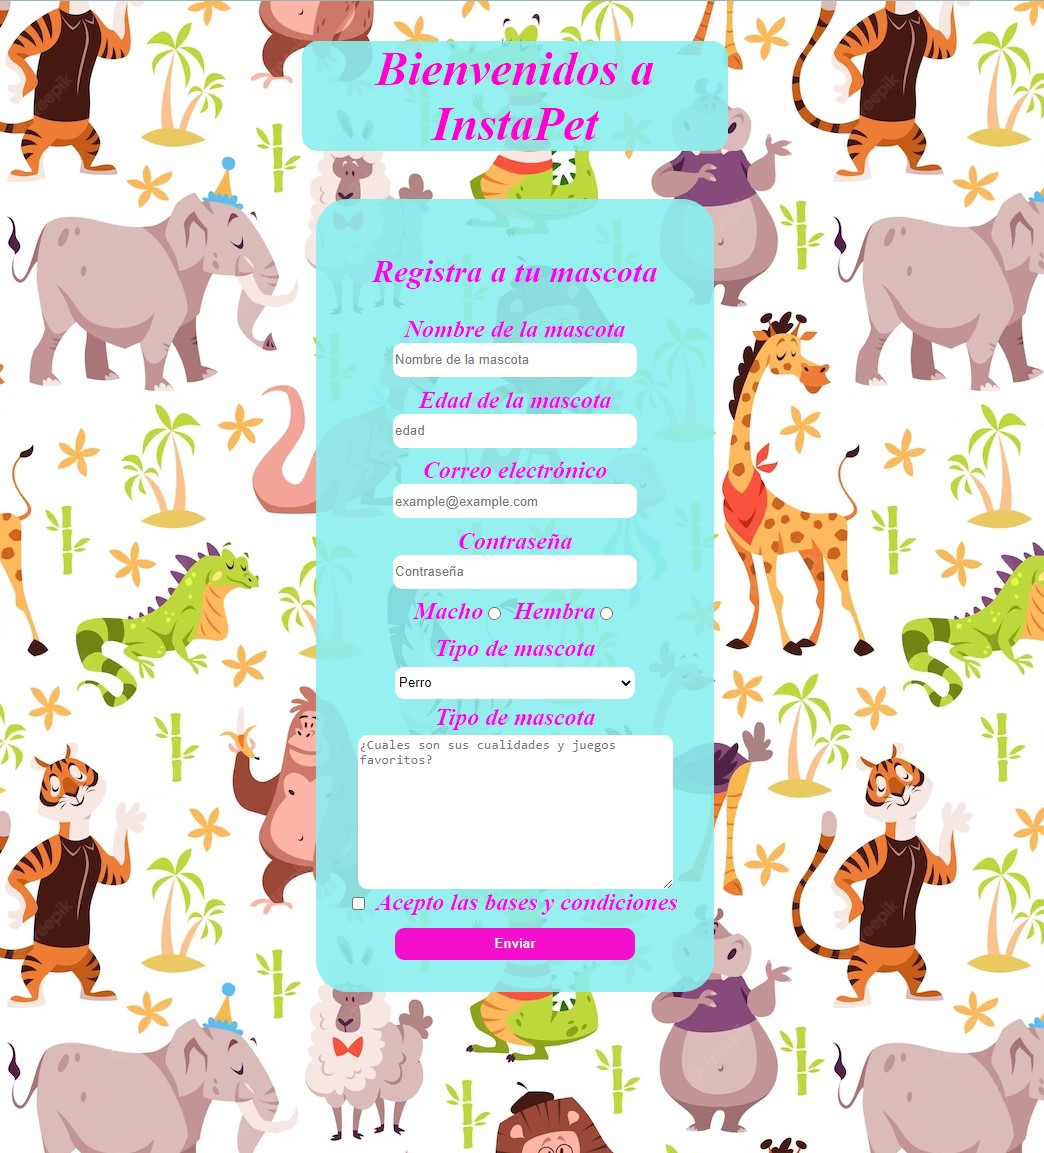 Bienvenidos a
InstaPet
Registra a tu mascota
Nombre de la mascota
Nombre de la mascota
Edad de la mascota
edad
Correo electrónico
example@example.com
Contraseña
Contraseña
Macho Hembra
Tipo de mascota
Perro
Tipo de mascota
¿Cuales son sus cualidades y juegos
favoritos?
Acepto las bases y condiciones
Enviar